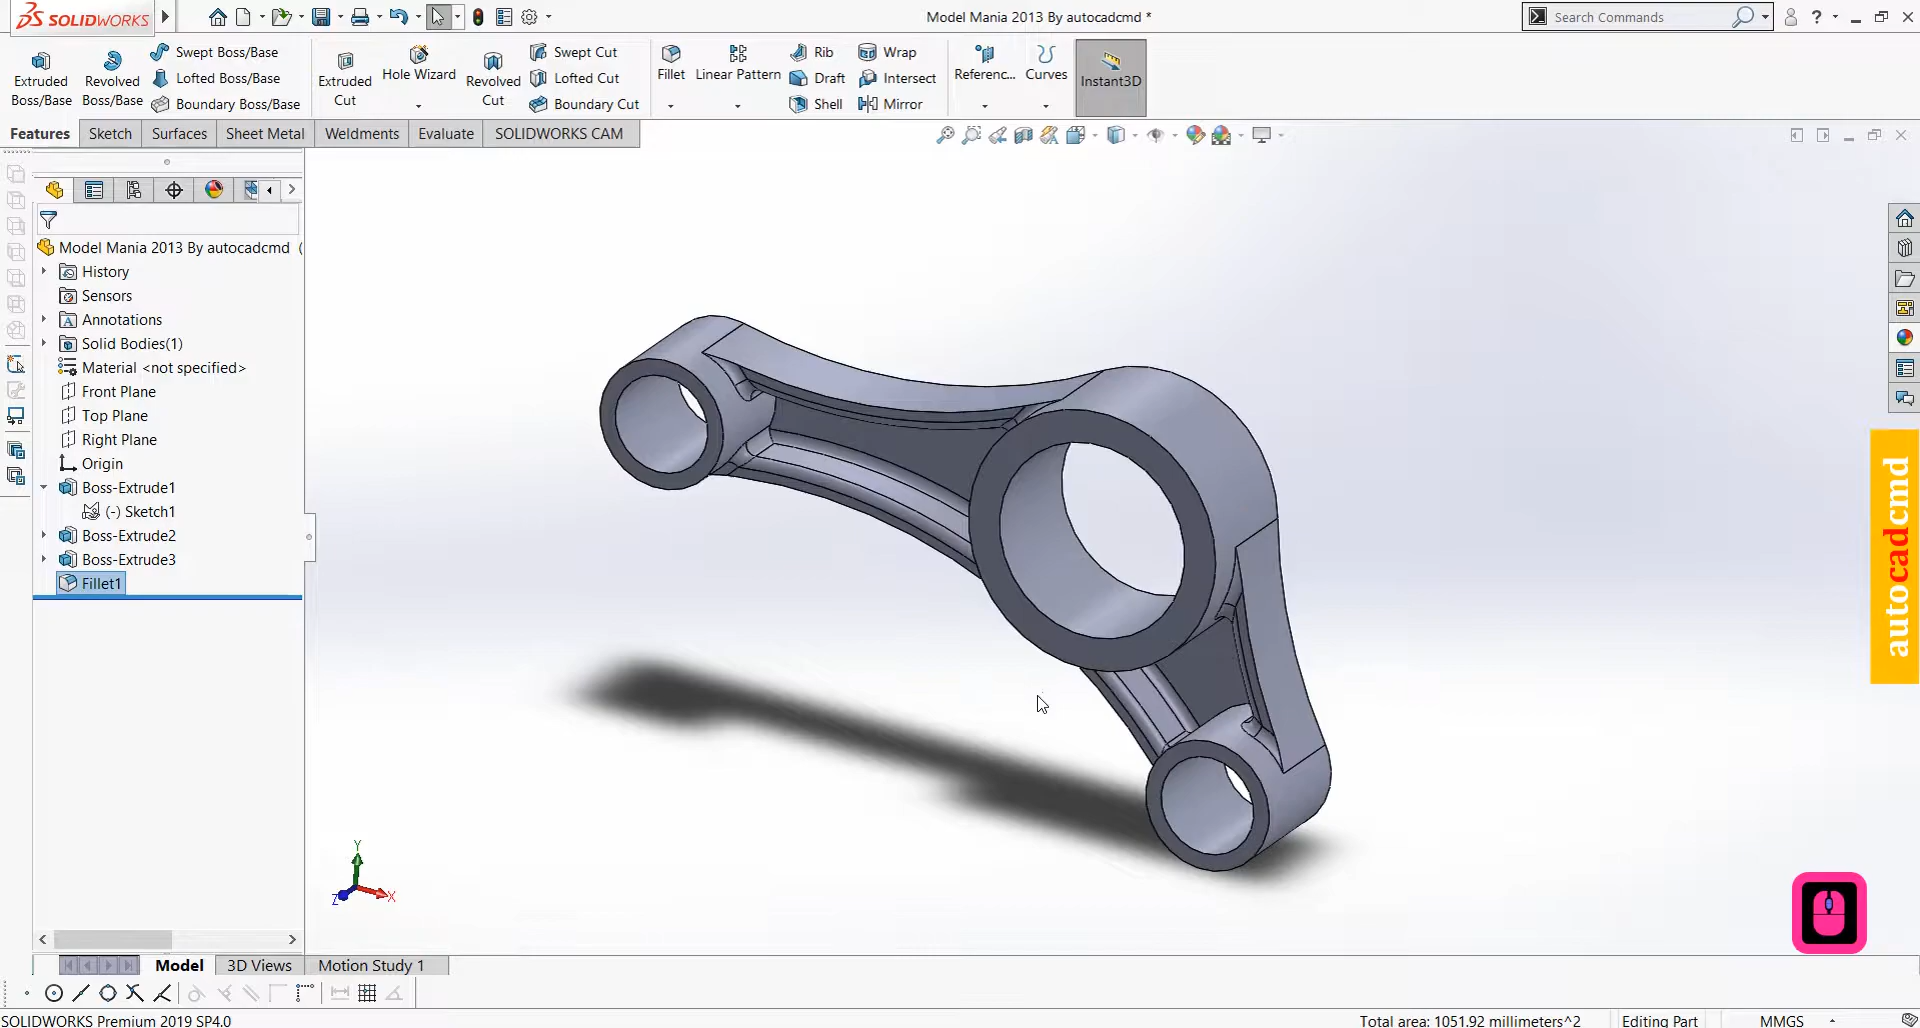 SOLIDWORKS
Model Mania 2013 By autocadcmd *
Search Commands
?
Extruded Boss/Base
Revolved Boss/Base
Swept Boss/Base
Lofted Boss/Base
Boundary Boss/Base
Extruded Cut
Hole Wizard
Revolved Cut
Swept Cut
Lofted Cut
Boundary Cut
Fillet
Linear Pattern
Rib
Draft
Shell
Wrap
Intersect
Mirror
Referenc...
Curves
Instant3D
Features
Sketch
Surfaces
Sheet Metal
Weldments
Evaluate
SOLIDWORKS CAM
Model Mania 2013 By autocadcmd (
History
Sensors
Annotations
Solid Bodies(1)
Material <not specified>
Front Plane
Top Plane
Right Plane
Origin
Boss-Extrude1
(-) Sketch1
Boss-Extrude2
Boss-Extrude3
Fillet1
autocadcmd
Y
X
Z
Model
3D Views
Motion Study 1
SOLIDWORKS Premium 2019 SP4.0
Total area: 1051.92 millimeters^2
Editing Part
MMGS